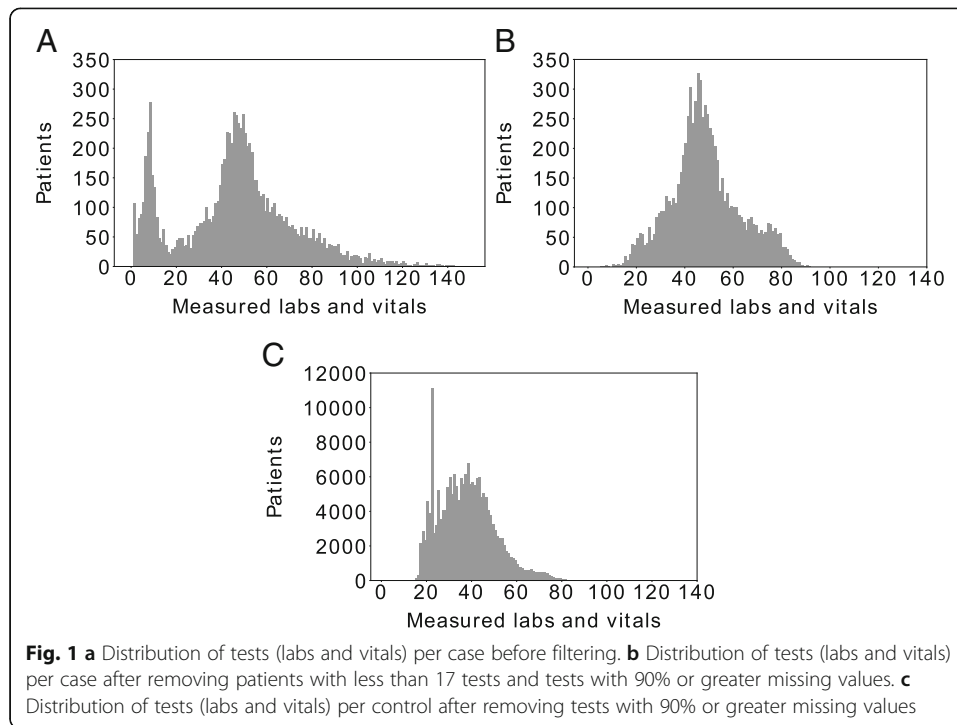 A
350
300
250
200
150
100
50
0
Patients
0 20 40 60 80 100 120 140
Measured labs and vitals
B
350
300
250
200
150
100
50
0
Patients
0 20 40 60 80 100 120 140
Measured labs and vitals
C
12000
10000
8000
6000
4000
2000
0
Patients
0 20 40 60 80 100 120 140
Measured labs and vitals
Fig. 1 a Distribution of tests (labs and vitals) per case before filtering. b Distribution of tests (labs and vitals)
per case after removing patients with less than 17 tests and tests with 90% or greater missing values. c
Distribution of tests (labs and vitals) per control after removing tests with 90% or greater missing values